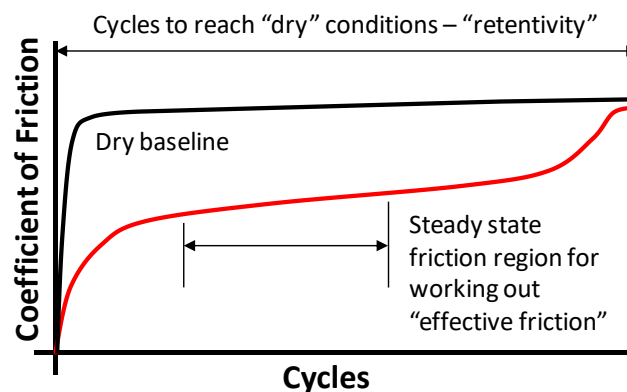 Cycles to reach “dry” conditions – “retentivity”
Coefficient of Friction
Dry baseline
Steady state
friction region for
working out
“effective friction”
Cycles